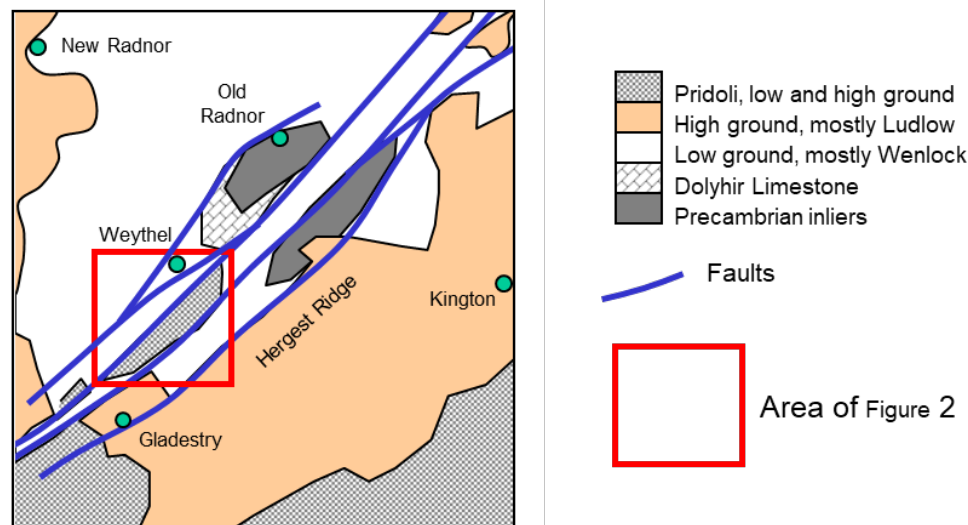 New Radnor
Old
Radnor
Weythel
Hergest Ridge
Kington
Gladestry
Pridoli, low and high ground
High ground, mostly Ludlow
Low ground, mostly Wenlock
Dolyhir Limestone
Precambrian inliers
Faults
Area of Figure 2